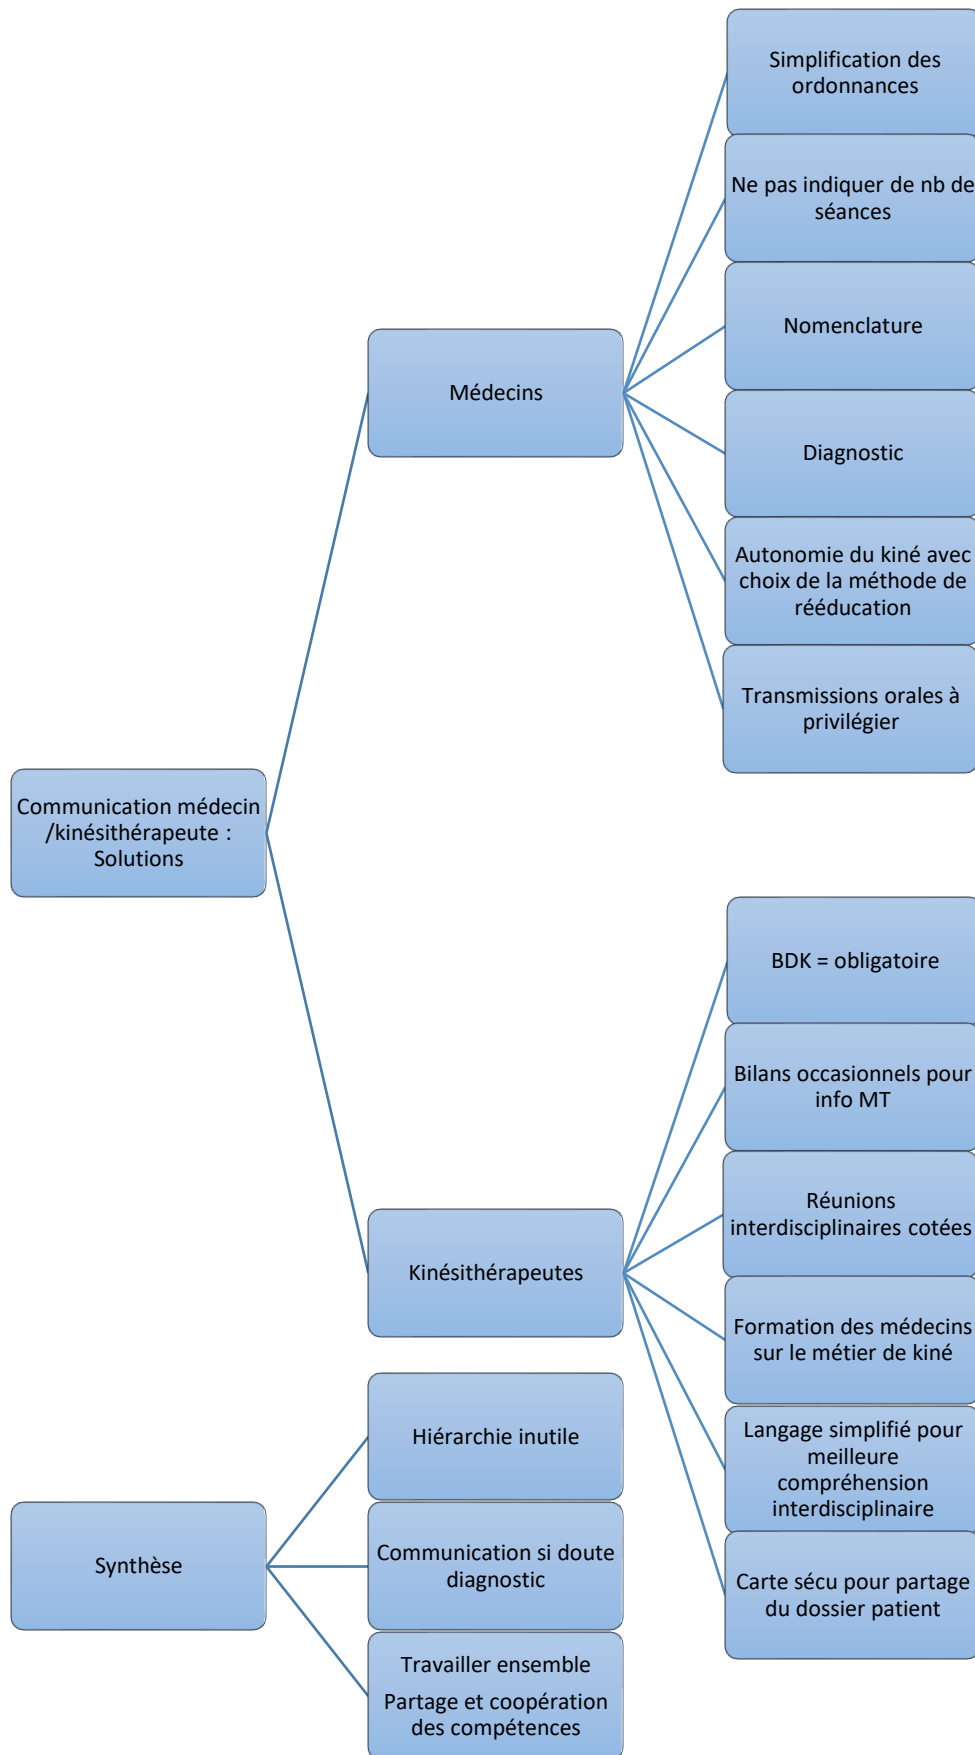 Communication médecin
/kinésithérapeute :
Solutions
Médecins
Simplification des
ordonnances
Ne pas indiquer de nb de
séances
Nomenclature
Diagnostic
Autonomie du kiné avec
choix de la méthode de
rééducation
Transmissions orales à
privilégier
Kinésithérapeutes
BDK = obligatoire
Bilans occasionnels pour
info MT
Réunions
interdisciplinaires cotées
Formation des médecins
sur le métier de kiné
Langage simplifié pour
meilleure
compréhension
interdisciplinaire
Carte sécu pour partage
du dossier patient
Synthèse
Hiérarchie inutile
Communication si doute
diagnostic
Travailler ensemble
Partage et coopération
des compétences